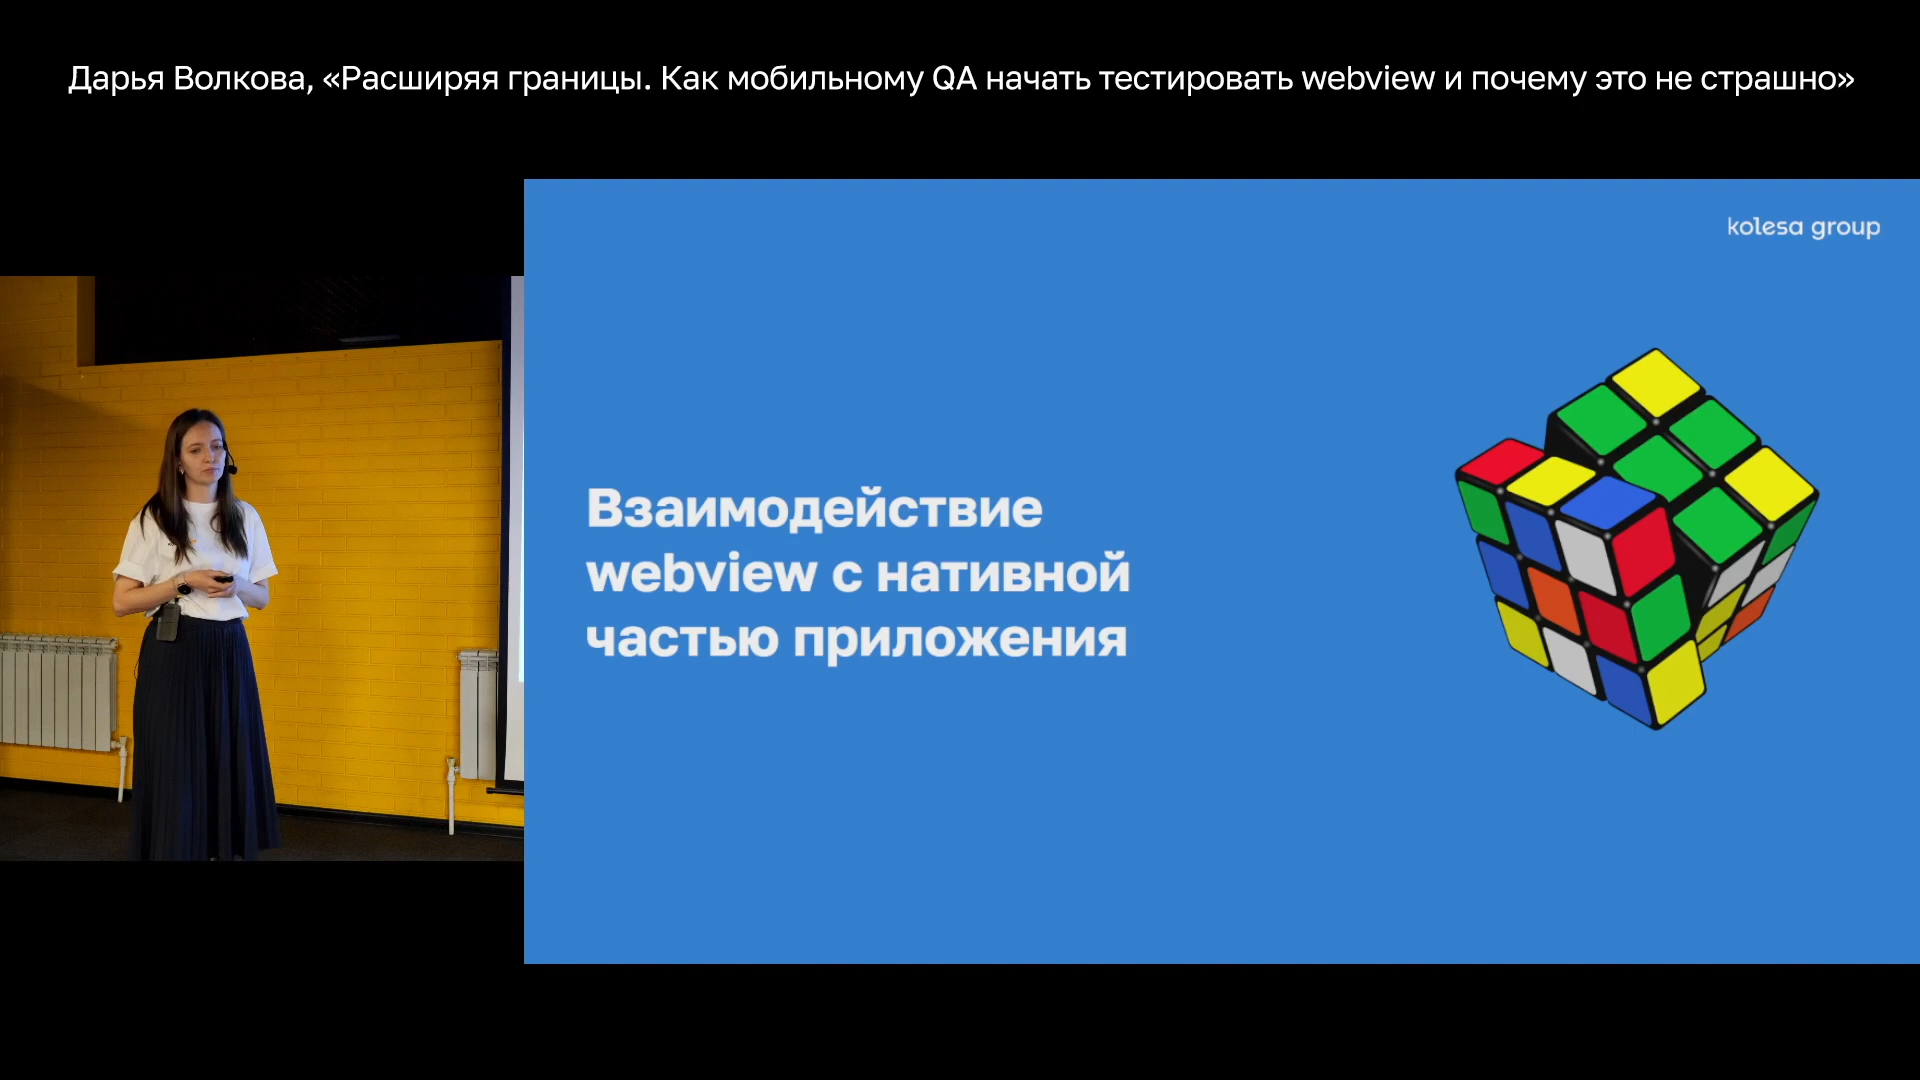 Дарья Волкова, «Расширяя границы. Как мобильному QA начать тестировать webview и почему это не страшно»
kolesa group
Взаимодействие
webview с нативной
частью приложения